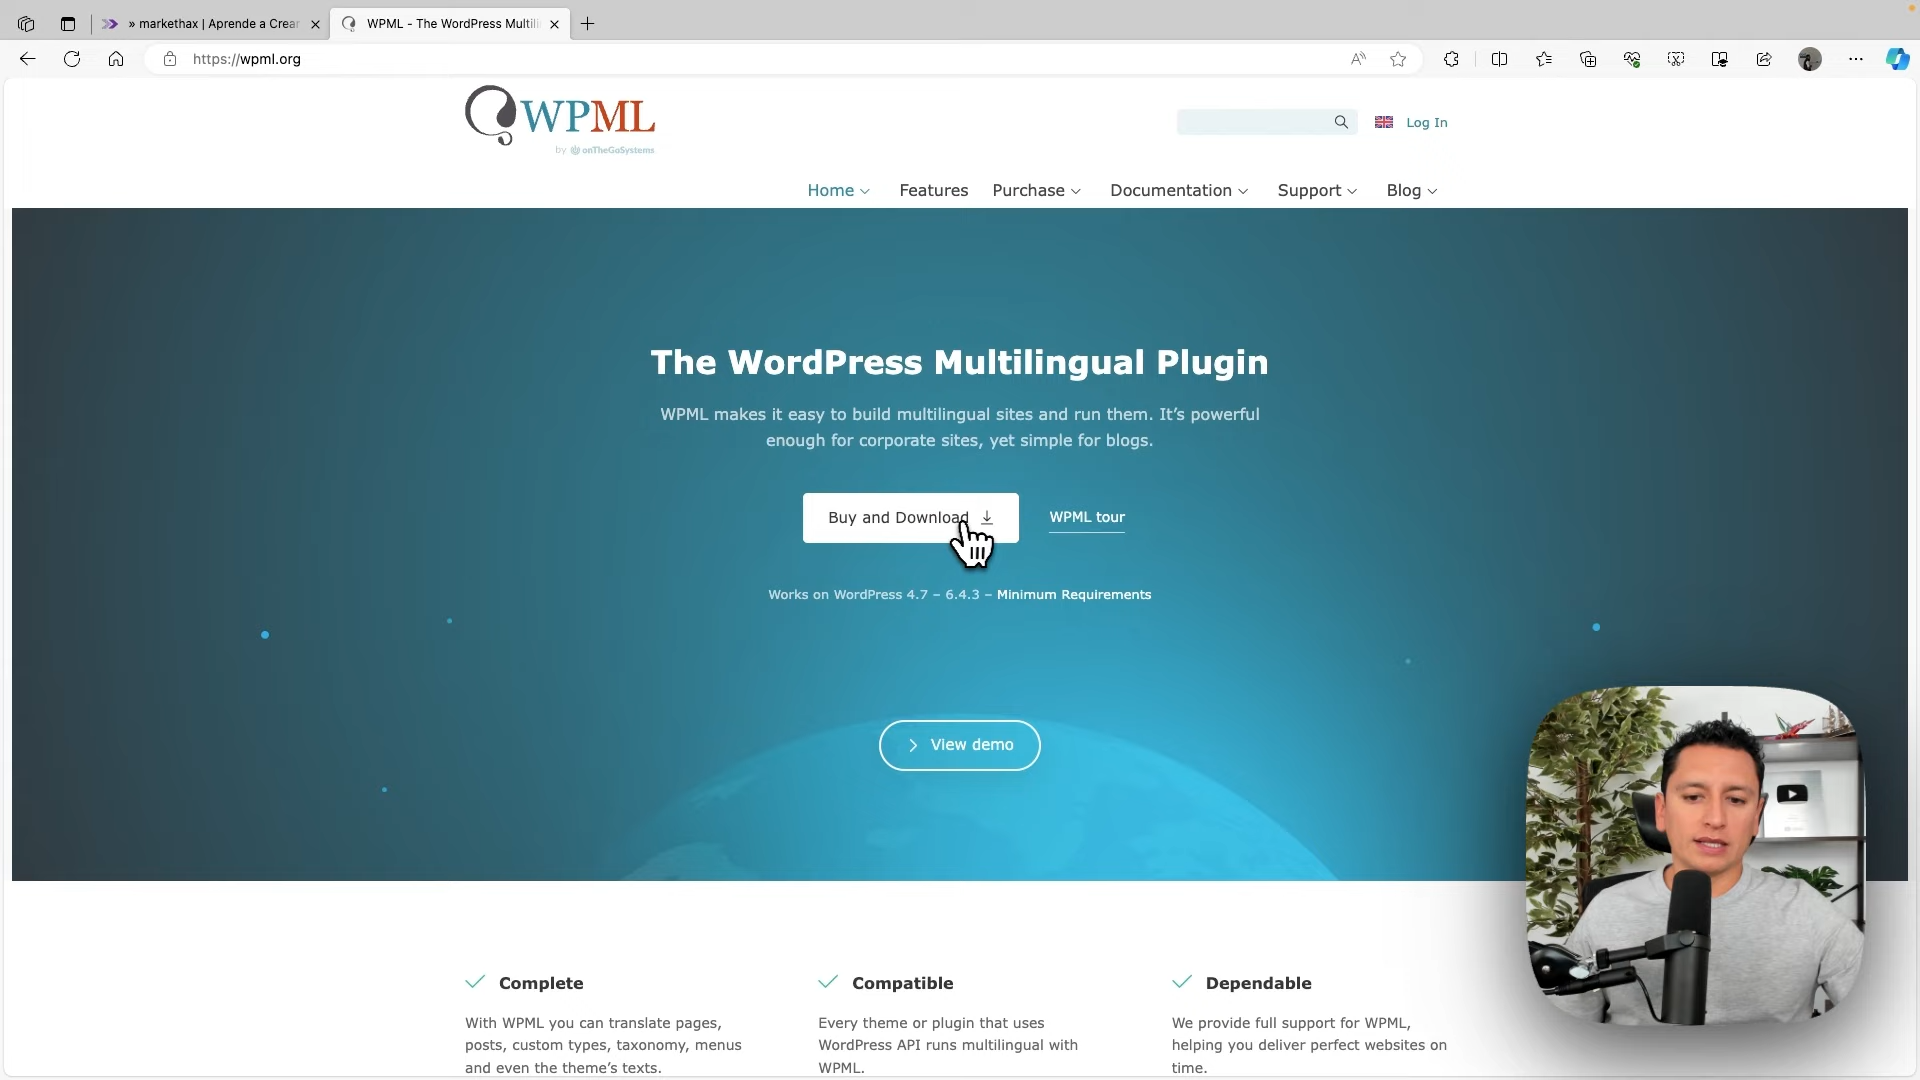 » markethax | Aprende a Crear
WPML - The WordPress Multili
https://wpml.org
WPML
by onTheGoSystems
Log In
Home
Features
Purchase
Documentation
Support
Blog
The WordPress Multilingual Plugin
WPML makes it easy to build multilingual sites and run them. It’s powerful
enough for corporate sites, yet simple for blogs.
Buy and Download
WPML tour
Works on WordPress 4.7 – 6.4.3 – Minimum Requirements
View demo
Complete
Compatible
Dependable
With WPML you can translate pages,
posts, custom types, taxonomy, menus
and even the theme’s texts.
Every theme or plugin that uses
WordPress API runs multilingual with
WPML.
We provide full support for WPML,
helping you deliver perfect websites on
time.